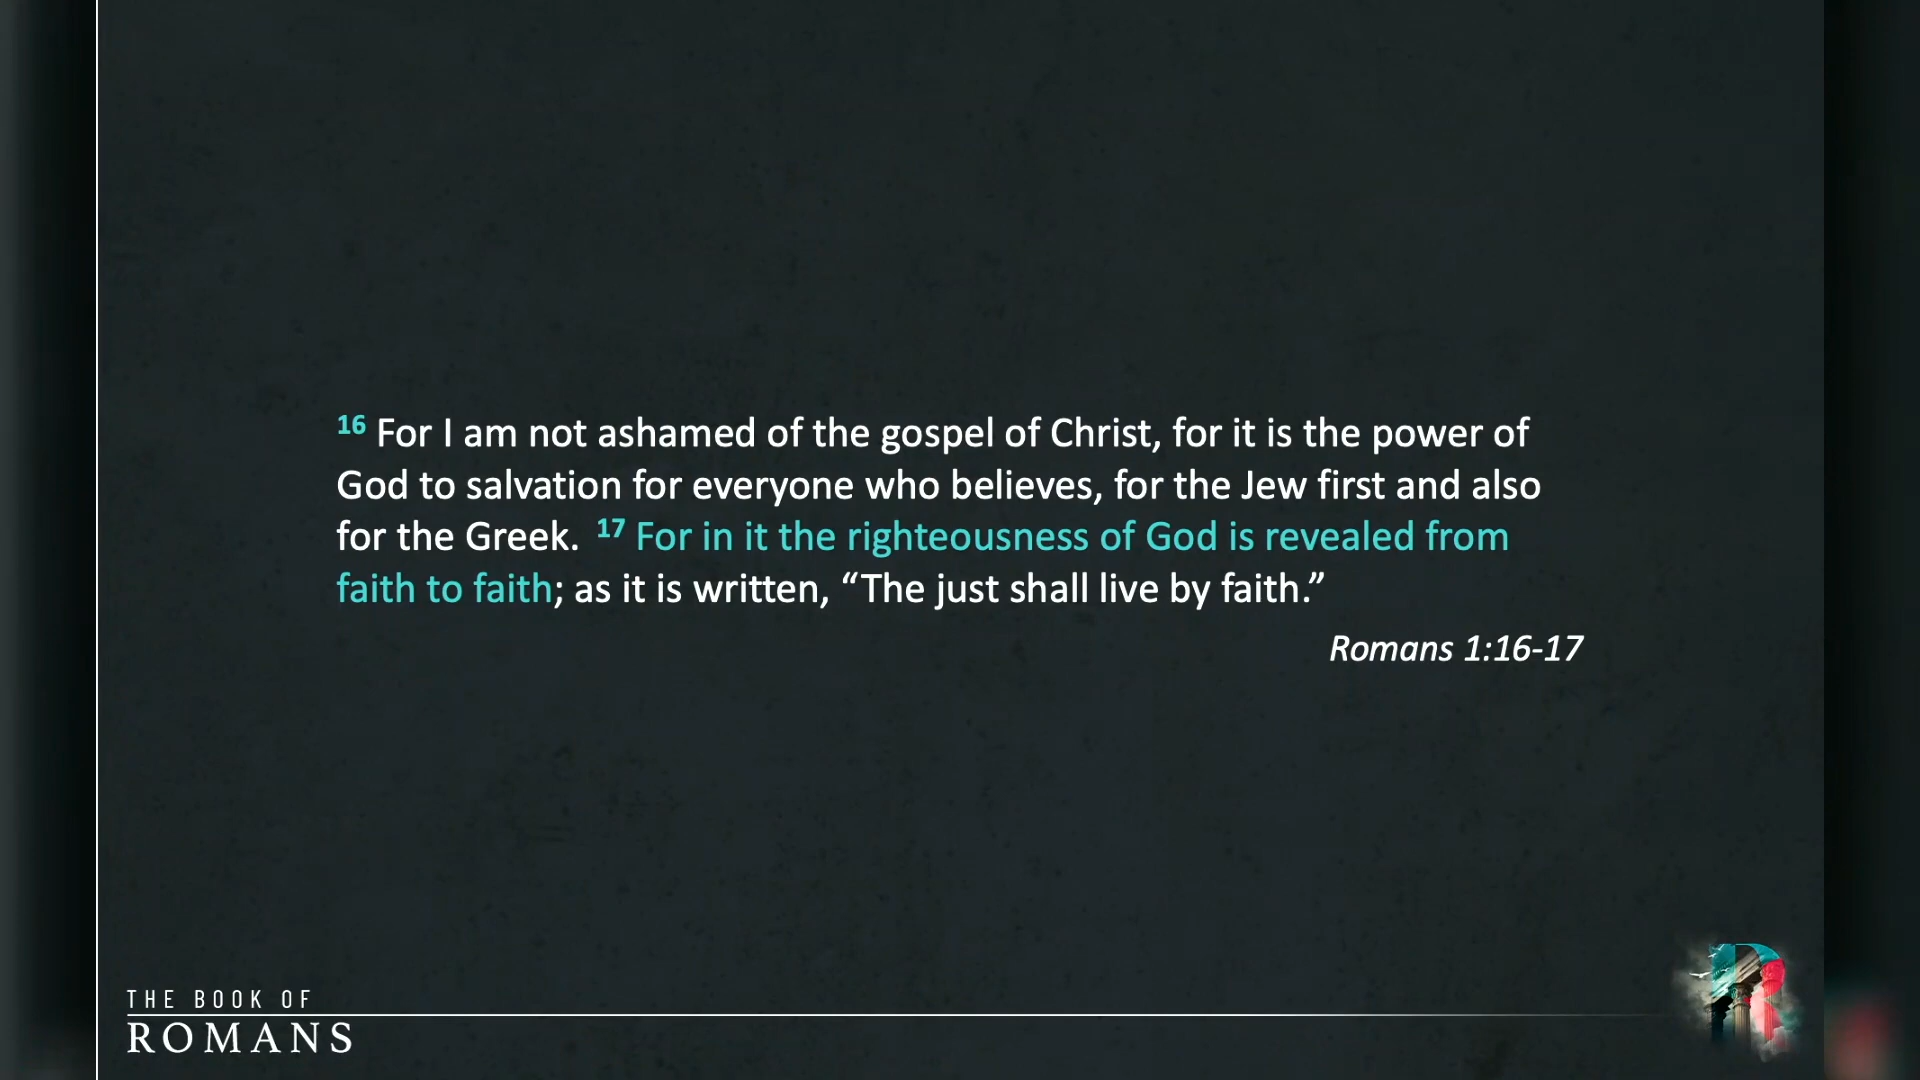 16 For I am not ashamed of the gospel of Christ, for it is the power of
God to salvation for everyone who believes, for the Jew first and also
for the Greek. 17 For in it the righteousness of God is revealed from
faith to faith; as it is written, “The just shall live by faith.”
Romans 1:16-17
THE BOOK OF
ROMANS